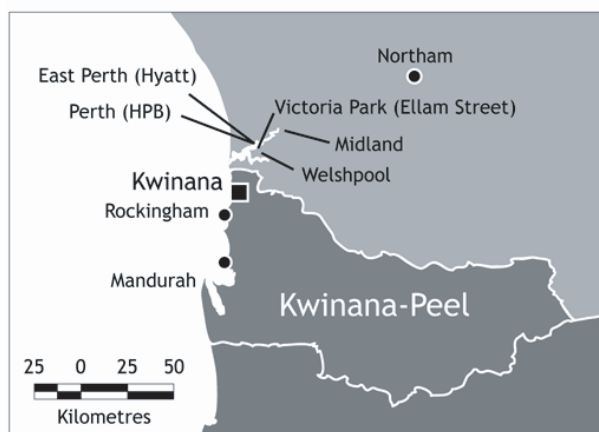 Northam
East Perth (Hyatt)
Perth (HPB)
Victoria Park (Ellam Street)
Midland
Welshpool
Kwinana
Rockingham
Mandurah
Kwinana-Peel
25 0 25 50
Kilometres